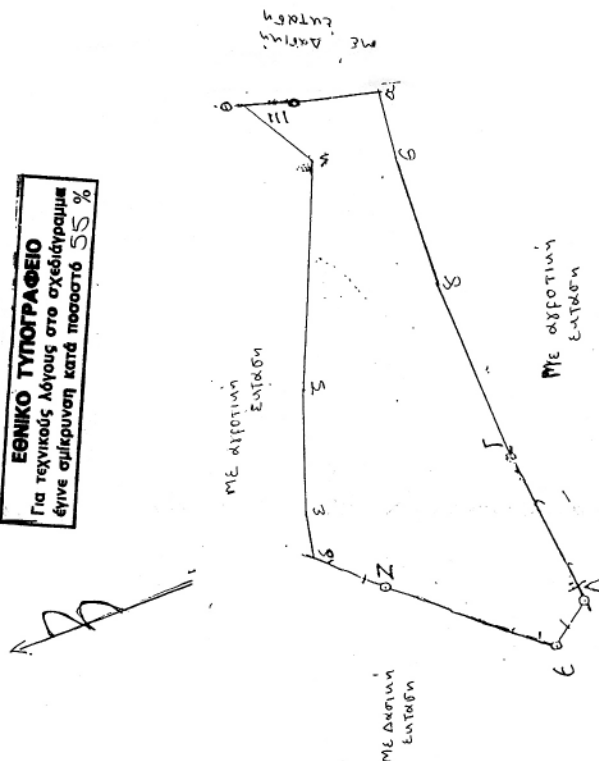 ΕΘΝΙΚΟ ΤΥΠΟΓΡΑΦΕΙΟ
Για τεχνικούς λόγους στο σχεδιάγραμμα
έγινε σμίκρυνση κατά ποσοστό 55 %
Β
με δασική
έκταση
Θ
Με αγροτική
έκταση
ε
δ
Ζ
Γ
Με αγροτική
έκταση
Ε
Με δασική
έκταση